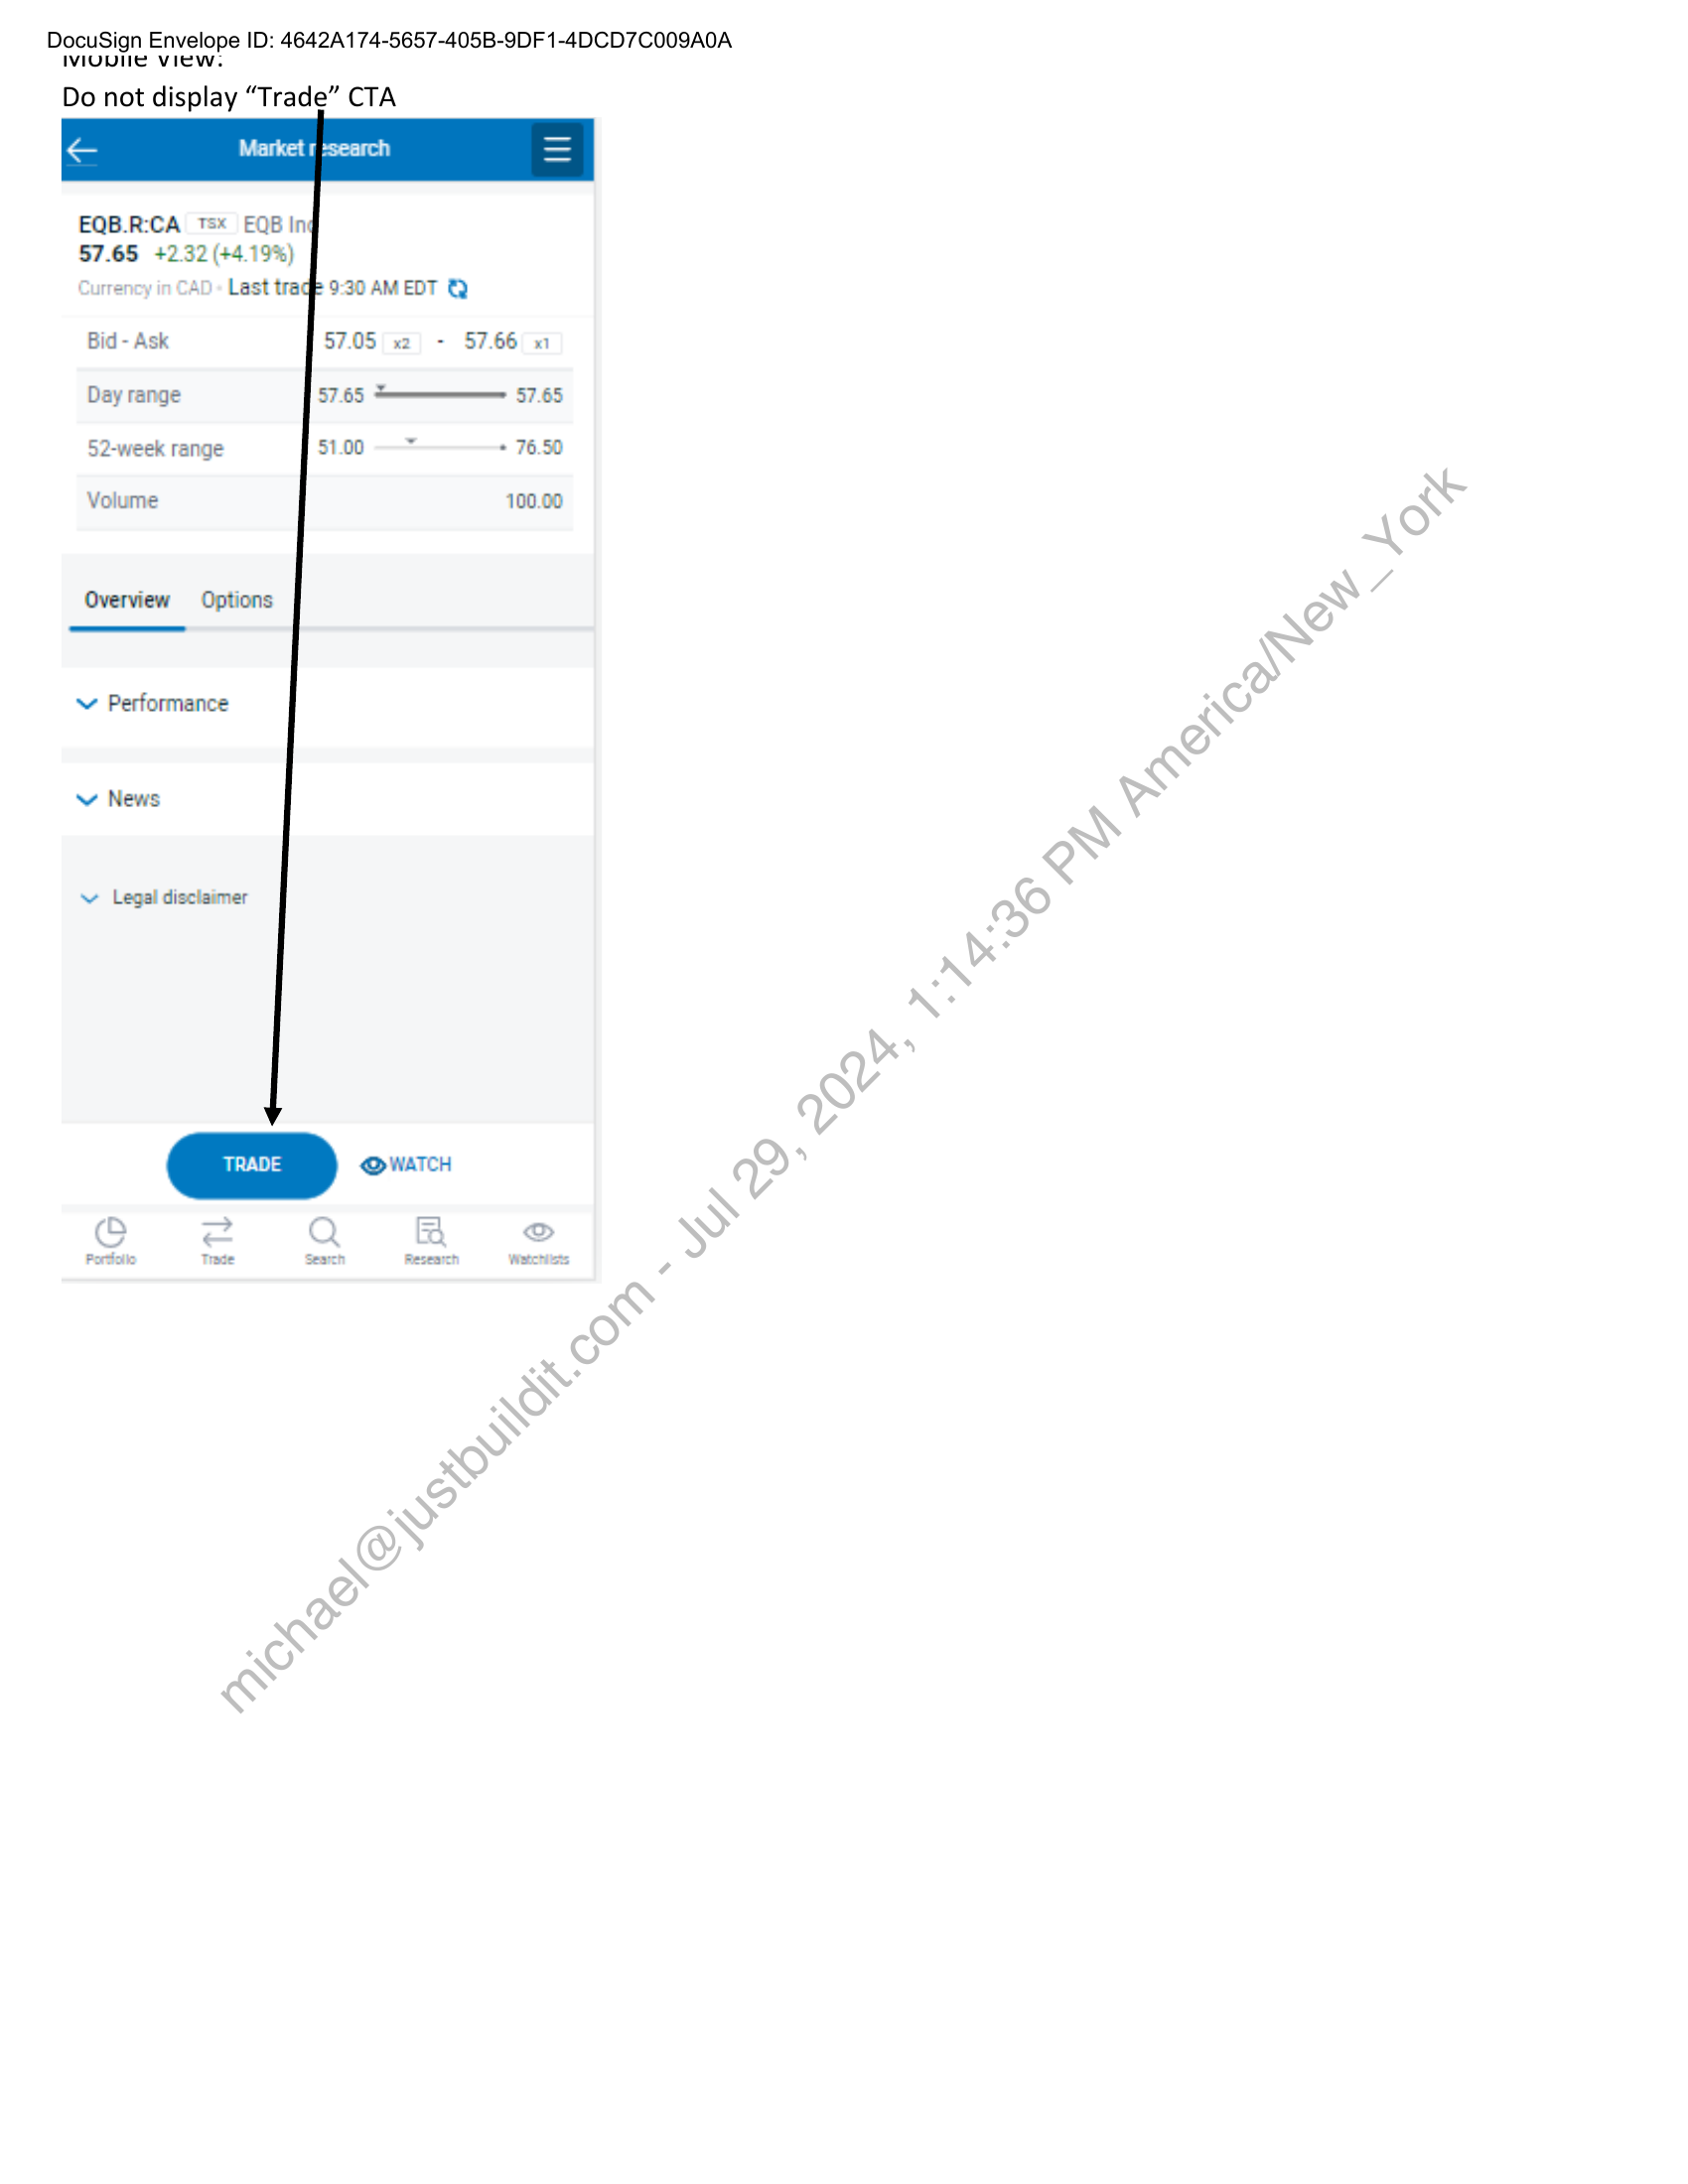 DocuSign Envelope ID: 4642A174-5657-405B-9DF1-4DCD7C009A0A
Mobile View:
Do not display “Trade” CTA
Market research
EQB.R:CA TSX EQB Inc
57.65 +2.32 (+4.19%)
Currency in CAD • Last trade 9:30 AM EDT
Bid - Ask 57.05 x2 - 57.66 x1
Day range 57.65 57.65
52-week range 51.00 76.50
Volume 100.00
Overview Options
Performance
News
Legal disclaimer
TRADE WATCH
Portfolio Trade Search Research Watchlists
michael@justbuildit.com - Jul 29, 2024, 1:14:36 PM America/New_York